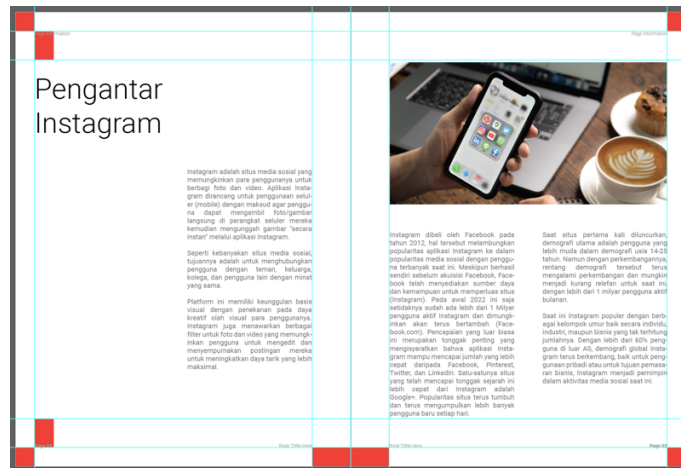 Page information
Pengantar
Instagram
Instagram adalah situs media sosial yang
memungkinkan para penggunanya untuk
berbagi foto dan video. Aplikasi Insta-
gram dirancang untuk penggunaan selul-
er (mobile) dengan maksud agar penggu-
na dapat mengambil foto/gambar
langsung di perangkat seluler mereka
kemudian mengunggah gambar "secara
instan" melalui aplikasi Instagram.
Seperti kebanyakan situs media sosial,
tujuannya adalah untuk menghubungkan
pengguna dengan teman, keluarga,
kolega, dan pengguna lain dengan minat
yang sama.
Platform ini memiliki keunggulan basis
visual dengan penekanan pada daya
kreatif olah visual para penggunanya.
Instagram juga menawarkan berbagai
filter untuk foto dan video yang memungk-
inkan pengguna untuk mengedit dan
menyempurnakan postingan mereka
untuk meningkatkan daya tarik yang lebih
maksimal.
Book Title here
Page information
Instagram dibeli oleh Facebook pada
tahun 2012, hal tersebut melambungkan
popularitas aplikasi Instagram ke dalam
popularitas media sosial dengan penggu-
na terbanyak saat ini. Meskipun berhasil
sendiri sebelum akuisisi Facebook, Face-
book telah menyediakan sumber daya
dan kemampuan untuk memperluas situs
(Instagram). Pada awal 2022 ini saja
setidaknya sudah ada lebih dari 1 Milyar
pengguna aktif Instagram dan dimungk-
inkan akan terus bertambah (Face-
book.com). Pencapaian yang luar biasa
ini merupakan tonggak penting yang
mengisyaratkan bahwa aplikasi Insta-
gram mampu mencapai jumlah yang lebih
cepat daripada Facebook, Pinterest,
Twitter, dan LinkedIn. Satu-satunya situs
yang telah mencapai tonggak sejarah ini
lebih cepat dari Instagram adalah
Google+. Popularitas situs terus tumbuh
dan terus mengumpulkan lebih banyak
pengguna baru setiap hari.
Saat situs pertama kali diluncurkan,
demografi utama adalah pengguna yang
lebih muda dalam demografi usia 14-25
tahun. Namun dengan perkembangannya,
rentang demografi tersebut terus
mengalami perkembangan dan mungkin
menjadi kurang relefan untuk saat ini,
dengan lebih dari 1 milyar pengguna aktif
bulanan.
Saat ini Instagram populer dengan berb-
agai kelompok umur baik secara individu,
industri, maupun bisnis yang tak terhitung
jumlahnya. Dengan lebih dari 60% peng-
guna di luar AS, demografi global Insta-
gram terus berkembang, baik untuk peng-
gunaan pribadi atau untuk tujuan pemasa-
ran bisnis, Instagram menjadi pemimpin
dalam aktivitas media sosial saat ini.
Book Title here